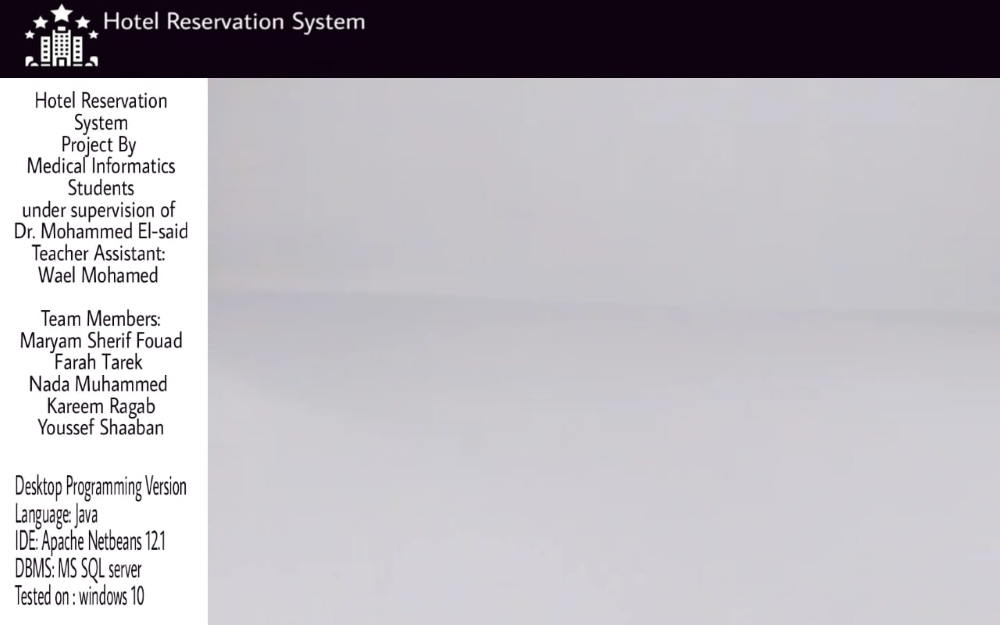 Hotel Reservation System
Hotel Reservation
System
Project By
Medical Informatics
Students
under supervision of
Dr. Mohammed El-said
Teacher Assistant:
Wael Mohamed
Team Members:
Maryam Sherif Fouad
Farah Tarek
Nada Muhammed
Kareem Ragab
Youssef Shaaban
Desktop Programming Version
Language: Java
IDE: Apache Netbeans 12.1
DBMS: MS SQL server
Tested on : windows 10